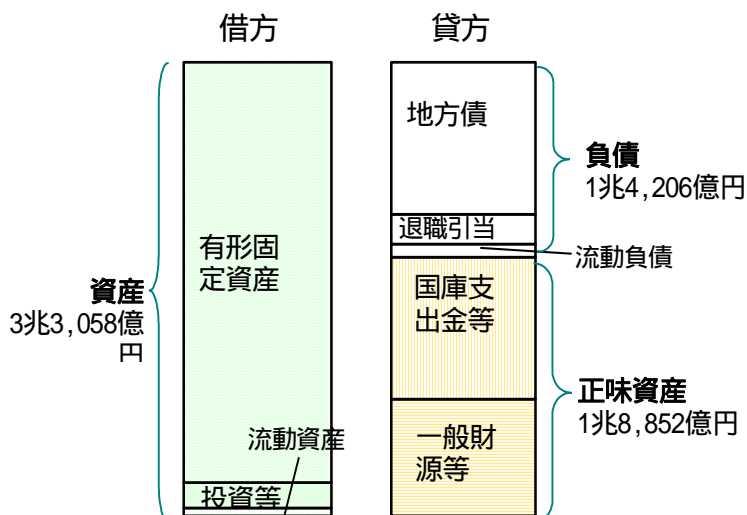 借方
貸方
地方債
負債
1兆4,206億円
退職引当
流動負債
有形固
定資産
資産
3兆3,058億
円
国庫支
出金等
正味資産
1兆8,852億円
流動資産
一般財
源等
投資等